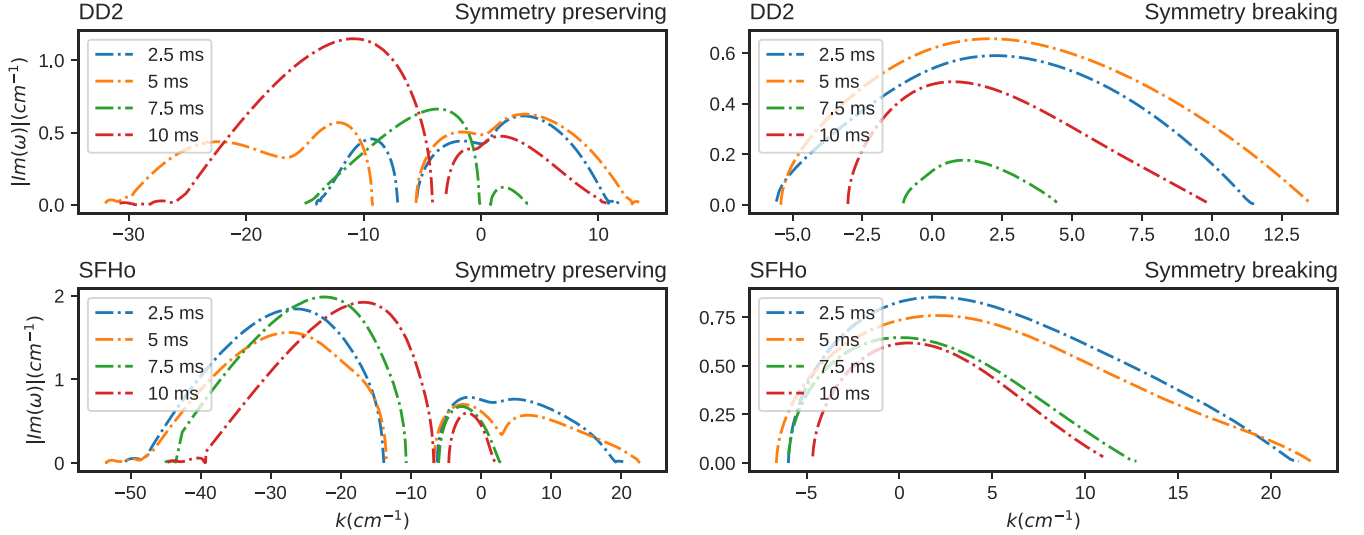 DD2 Symmetry preserving
2.5 ms
5 ms
7.5 ms
10 ms
1.0
0.5
0.0
|Im(ω)|(cm⁻¹)
−30 −20 −10 0 10
DD2 Symmetry breaking
2.5 ms
5 ms
7.5 ms
10 ms
0.6
0.4
0.2
0.0
−5.0 −2.5 0.0 2.5 5.0 7.5 10.0 12.5
SFHo Symmetry preserving
2.5 ms
5 ms
7.5 ms
10 ms
2
1
0
|Im(ω)|(cm⁻¹)
−50 −40 −30 −20 −10 0 10 20
k(cm⁻¹)
SFHo Symmetry breaking
2.5 ms
5 ms
7.5 ms
10 ms
0.75
0.50
0.25
0.00
−5 0 5 10 15 20
k(cm⁻¹)